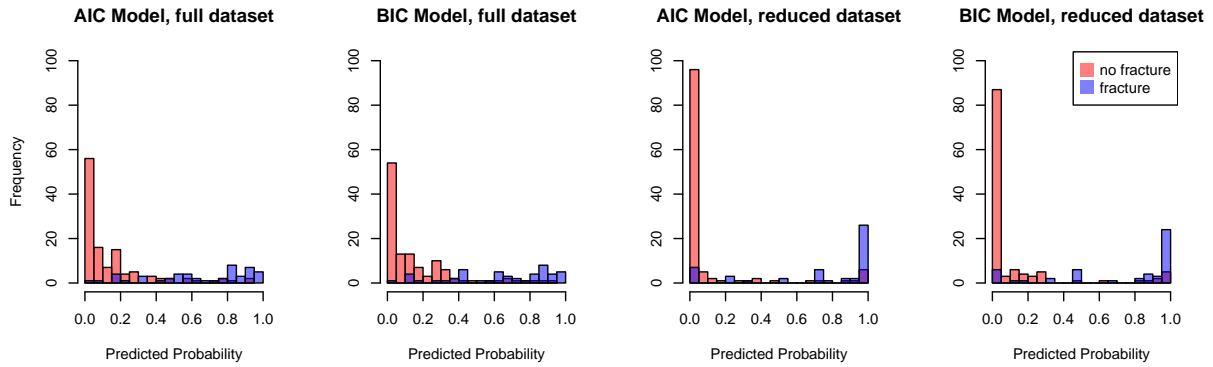 AIC Model, full dataset
BIC Model, full dataset
AIC Model, reduced dataset
BIC Model, reduced dataset
no fracture
fracture
Frequency
0 20 40 60 80 100
0 20 40 60 80 100
0 20 40 60 80 100
0 20 40 60 80 100
0.0 0.2 0.4 0.6 0.8 1.0
0.0 0.2 0.4 0.6 0.8 1.0
0.0 0.2 0.4 0.6 0.8 1.0
0.0 0.2 0.4 0.6 0.8 1.0
Predicted Probability
Predicted Probability
Predicted Probability
Predicted Probability